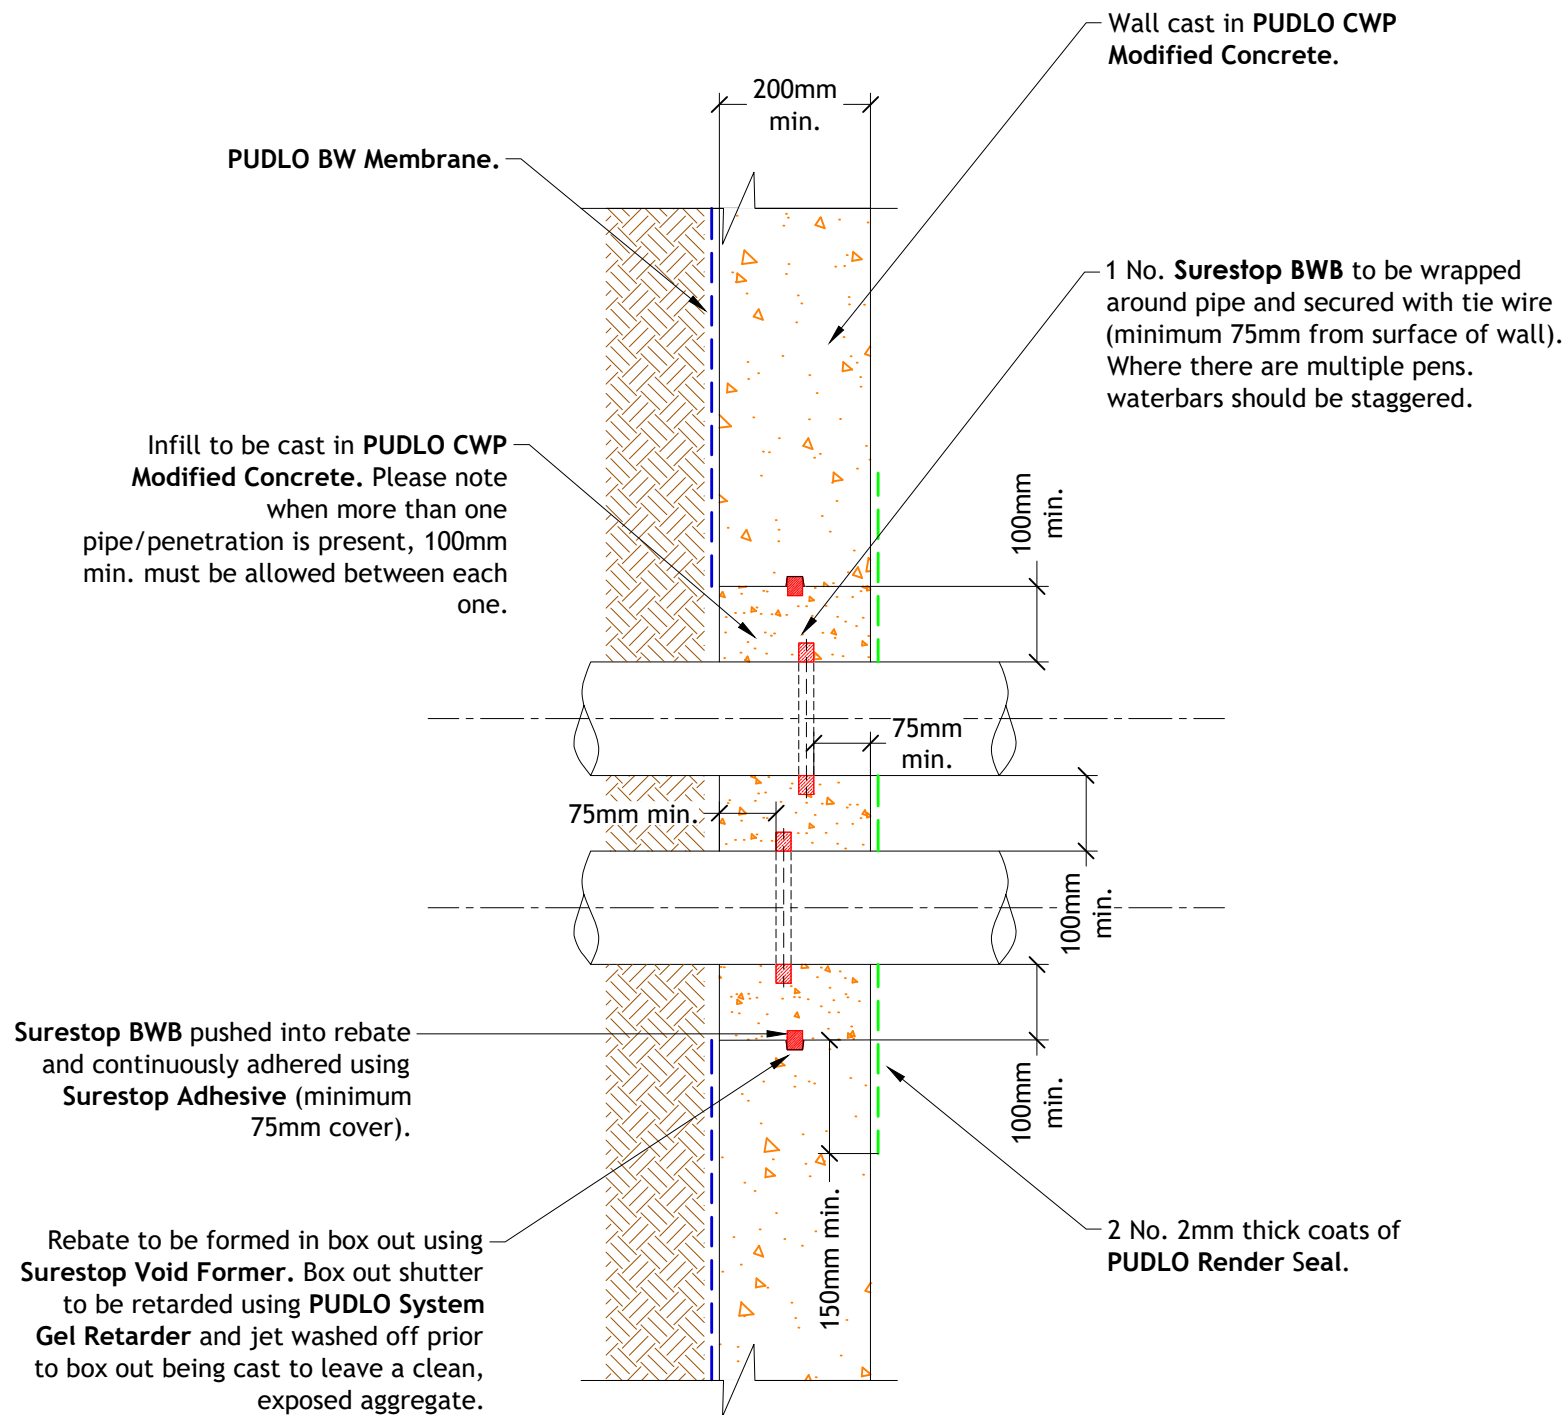 Wall cast in PUDLO CWP
Modified Concrete.
200mm
min.
PUDLO BW Membrane.
1 No. Surestop BWB to be wrapped
around pipe and secured with tie wire
(minimum 75mm from surface of wall).
Where there are multiple pens.
waterbars should be staggered.
Infill to be cast in PUDLO CWP
Modified Concrete. Please note
when more than one
pipe/penetration is present, 100mm
min. must be allowed between each
one.
100mm
min.
75mm
min.
75mm min.
100mm
min.
Surestop BWB pushed into rebate
and continuously adhered using
Surestop Adhesive (minimum
75mm cover).
100mm
min.
150mm min.
Rebate to be formed in box out using
Surestop Void Former. Box out shutter
to be retarded using PUDLO System
Gel Retarder and jet washed off prior
to box out being cast to leave a clean,
exposed aggregate.
2 No. 2mm thick coats of
PUDLO Render Seal.